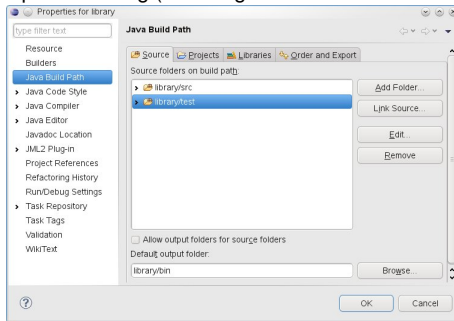 Properties for library
type filter text
Resource
Builders
Java Build Path
Java Code Style
Java Compiler
Java Editor
Javadoc Location
JML2 Plug-in
Project References
Refactoring History
Run/Debug Settings
Task Repository
Task Tags
Validation
WikiText
Java Build Path
Source Projects Libraries Order and Export
Source folders on build path:
library/src
library/test
Add Folder...
Link Source...
Edit...
Remove
Allow output folders for source folders
Default output folder:
library/bin
Browse...
?
OK Cancel